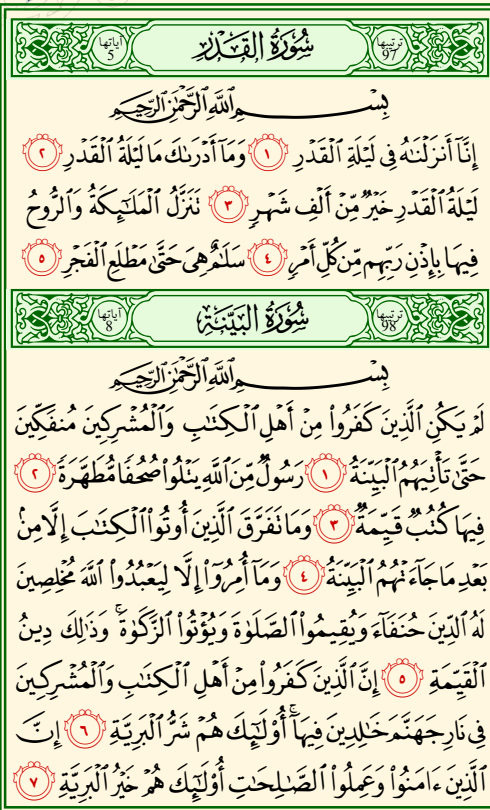 ترتيبها 97 سُورَةُ القَدْرِ آياتها 5
بِسْمِ ٱللَّهِ ٱلرَّحْمَٰنِ ٱلرَّحِيمِ
إِنَّآ أَنزَلْنَٰهُ فِي لَيْلَةِ ٱلْقَدْرِ ١ وَمَآ أَدْرَىٰكَ مَا لَيْلَةُ ٱلْقَدْرِ ٢
لَيْلَةُ ٱلْقَدْرِ خَيْرٌ مِّنْ أَلْفِ شَهْرٍ ٣ تَنَزَّلُ ٱلْمَلَٰٓئِكَةُ وَٱلرُّوحُ
فِيهَا بِإِذْنِ رَبِّهِم مِّن كُلِّ أَمْرٍ ٤ سَلَٰمٌ هِيَ حَتَّىٰ مَطْلَعِ ٱلْفَجْرِ ٥
ترتيبها 98 سُورَةُ البَيِّنَةِ آياتها 8
بِسْمِ ٱللَّهِ ٱلرَّحْمَٰنِ ٱلرَّحِيمِ
لَمْ يَكُنِ ٱلَّذِينَ كَفَرُوا۟ مِنْ أَهْلِ ٱلْكِتَٰبِ وَٱلْمُشْرِكِينَ مُنفَكِّينَ
حَتَّىٰ تَأْتِيَهُمُ ٱلْبَيِّنَةُ ١ رَسُولٌ مِّنَ ٱللَّهِ يَتْلُوا۟ صُحُفًا مُّطَهَّرَةً ٢
فِيهَا كُتُبٌ قَيِّمَةٌ ٣ وَمَا تَفَرَّقَ ٱلَّذِينَ أُوتُوا۟ ٱلْكِتَٰبَ إِلَّا مِنۢ
بَعْدِ مَا جَآءَتْهُمُ ٱلْبَيِّنَةُ ٤ وَمَآ أُمِرُوٓا۟ إِلَّا لِيَعْبُدُوا۟ ٱللَّهَ مُخْلِصِينَ
لَهُ ٱلدِّينَ حُنَفَآءَ وَيُقِيمُوا۟ ٱلصَّلَوٰةَ وَيُؤْتُوا۟ ٱلزَّكَوٰةَ ۚ وَذَٰلِكَ دِينُ
ٱلْقَيِّمَةِ ٥ إِنَّ ٱلَّذِينَ كَفَرُوا۟ مِنْ أَهْلِ ٱلْكِتَٰبِ وَٱلْمُشْرِكِينَ
فِي نَارِ جَهَنَّمَ خَٰلِدِينَ فِيهَآ ۚ أُو۟لَٰٓئِكَ هُمْ شَرُّ ٱلْبَرِيَّةِ ٦ إِنَّ
ٱلَّذِينَ ءَامَنُوا۟ وَعَمِلُوا۟ ٱلصَّٰلِحَٰتِ أُو۟لَٰٓئِكَ هُمْ خَيْرُ ٱلْبَرِيَّةِ ٧